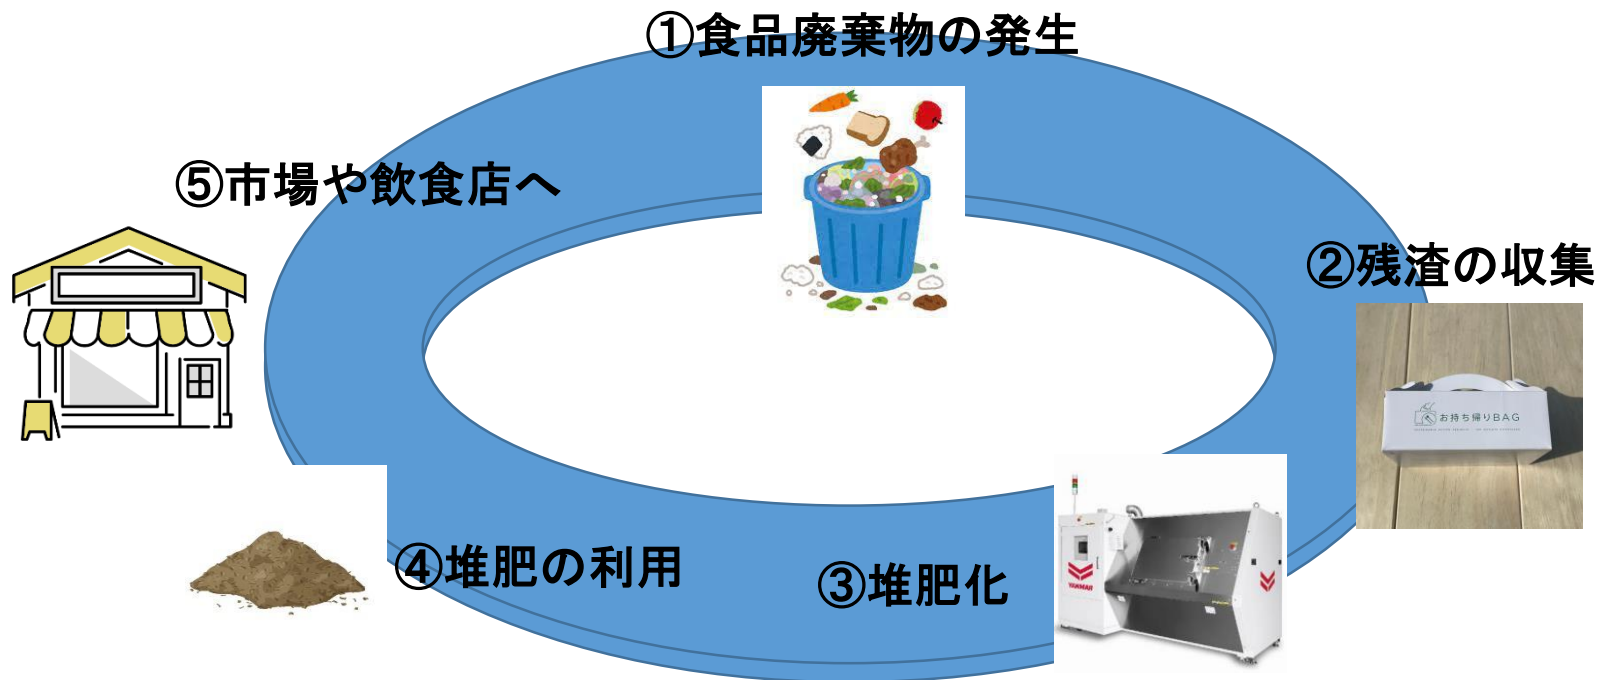 ①食品廃棄物の発生
⑤市場や飲食店へ
②残渣の収集
お持ち帰りBAG
④堆肥の利用
③堆肥化
YANMAR